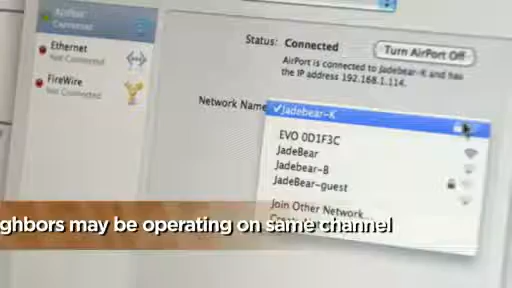 AirPort
Connected
Ethernet
Not Connected
FireWire
Not Connected
Status: Connected
Turn AirPort Off
AirPort is connected to Jadebear-K and has
the IP address 192.168.1.114.
Network Name
✓Jadebear-K
EVO 0D1F3C
JadeBear
Jadebear-B
JadeBear-guest
Join Other Network...
ghbors may be operating on same channel